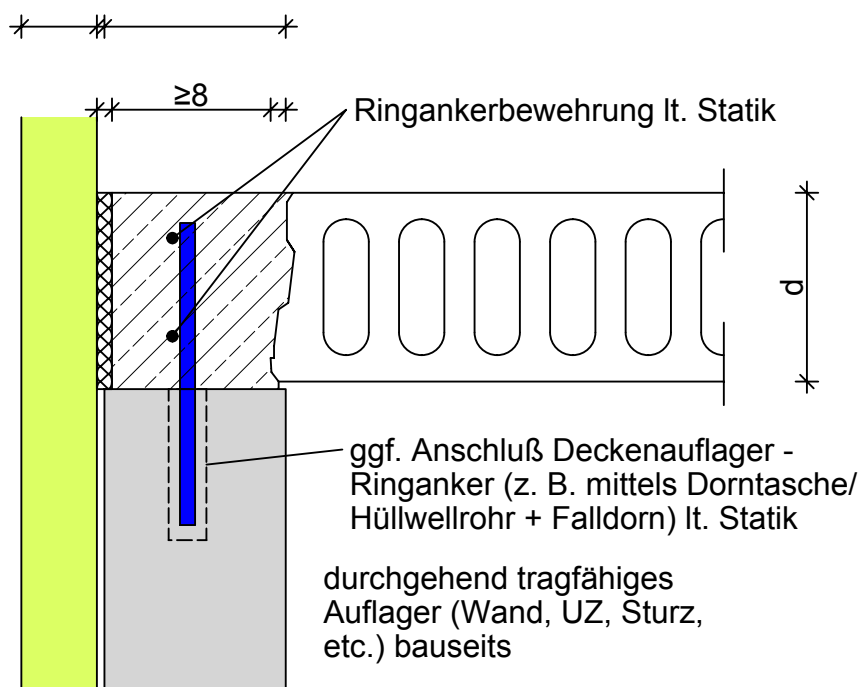 ≥8
Ringankerbewehrung lt. Statik
d
ggf. Anschluß Deckenauflager -
Ringanker (z. B. mittels Dorntasche/
Hüllwellrohr + Falldorn) lt. Statik
durchgehend tragfähiges
Auflager (Wand, UZ, Sturz,
etc.) bauseits